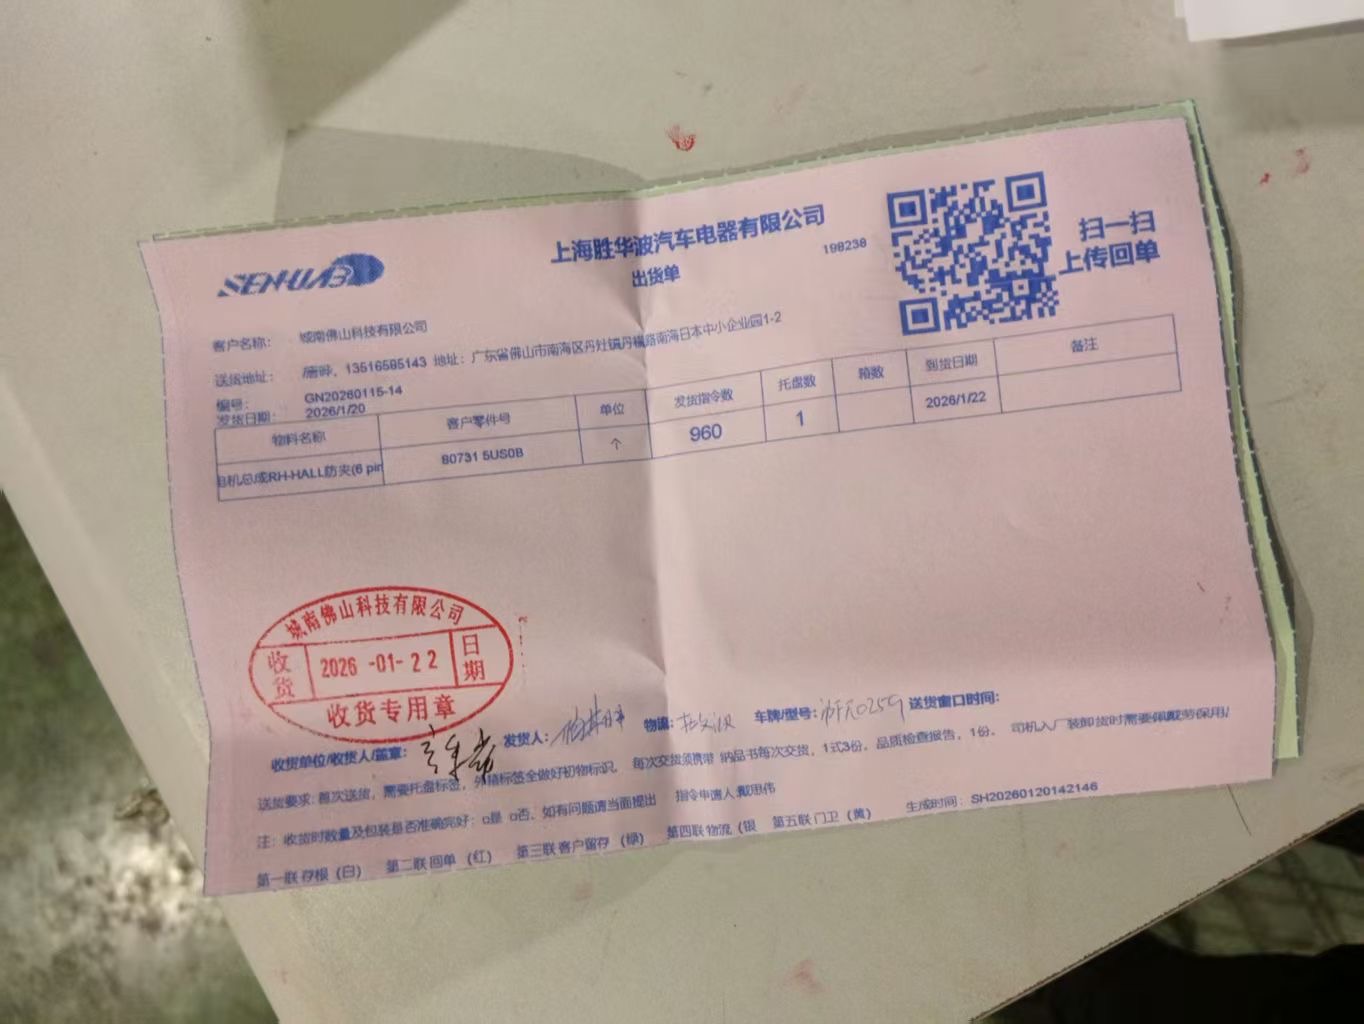 SENHUABO
上海胜华波汽车电器有限公司
出货单
198238
扫一扫
上传回单
客户名称： 城南佛山科技有限公司
送货地址： 唐晔，13516585143 地址：广东省佛山市南海区丹灶镇丹横路南海日本中小企业园1-2
编号： GN20260115-14
发货日期： 2026/1/20
物料名称 客户零件号 单位 发货指令数 托盘数 箱数 到货日期 备注
电机总成RH-HALL防夹(6 pin 80731 5US0B 个 960 1 2026/1/22
城南佛山科技有限公司
收货 2026-01-22 日期
收货专用章
收货单位/收货人/盖章： 发货人： 物流： 车牌/型号： 送货窗口时间：
送货要求：首次送货，需要托盘标签，外箱标签全做好初物标识。 每次交货须携带 纳品书每次交货，1式3份，品质检查报告，1份。 司机入厂装卸货时需要佩戴劳保用/
注： 收货时数量及包装是否准确完好：□是 □否，如有问题请当面提出 指令申请人:戴思伟 生成时间： SH20260120142146
第一联 存根（白） 第二联 回单（红） 第三联 客户留存（绿） 第四联 物流（银 第五联 门卫（黄）